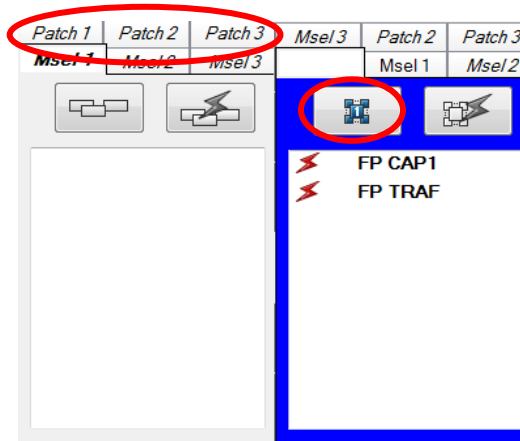 Patch 1 Patch 2 Patch 3
Msel 1 Msel 2 Msel 3
Msel 3 Patch 2 Patch 3
Msel 1 Msel 2
1
FP CAP1
FP TRAF